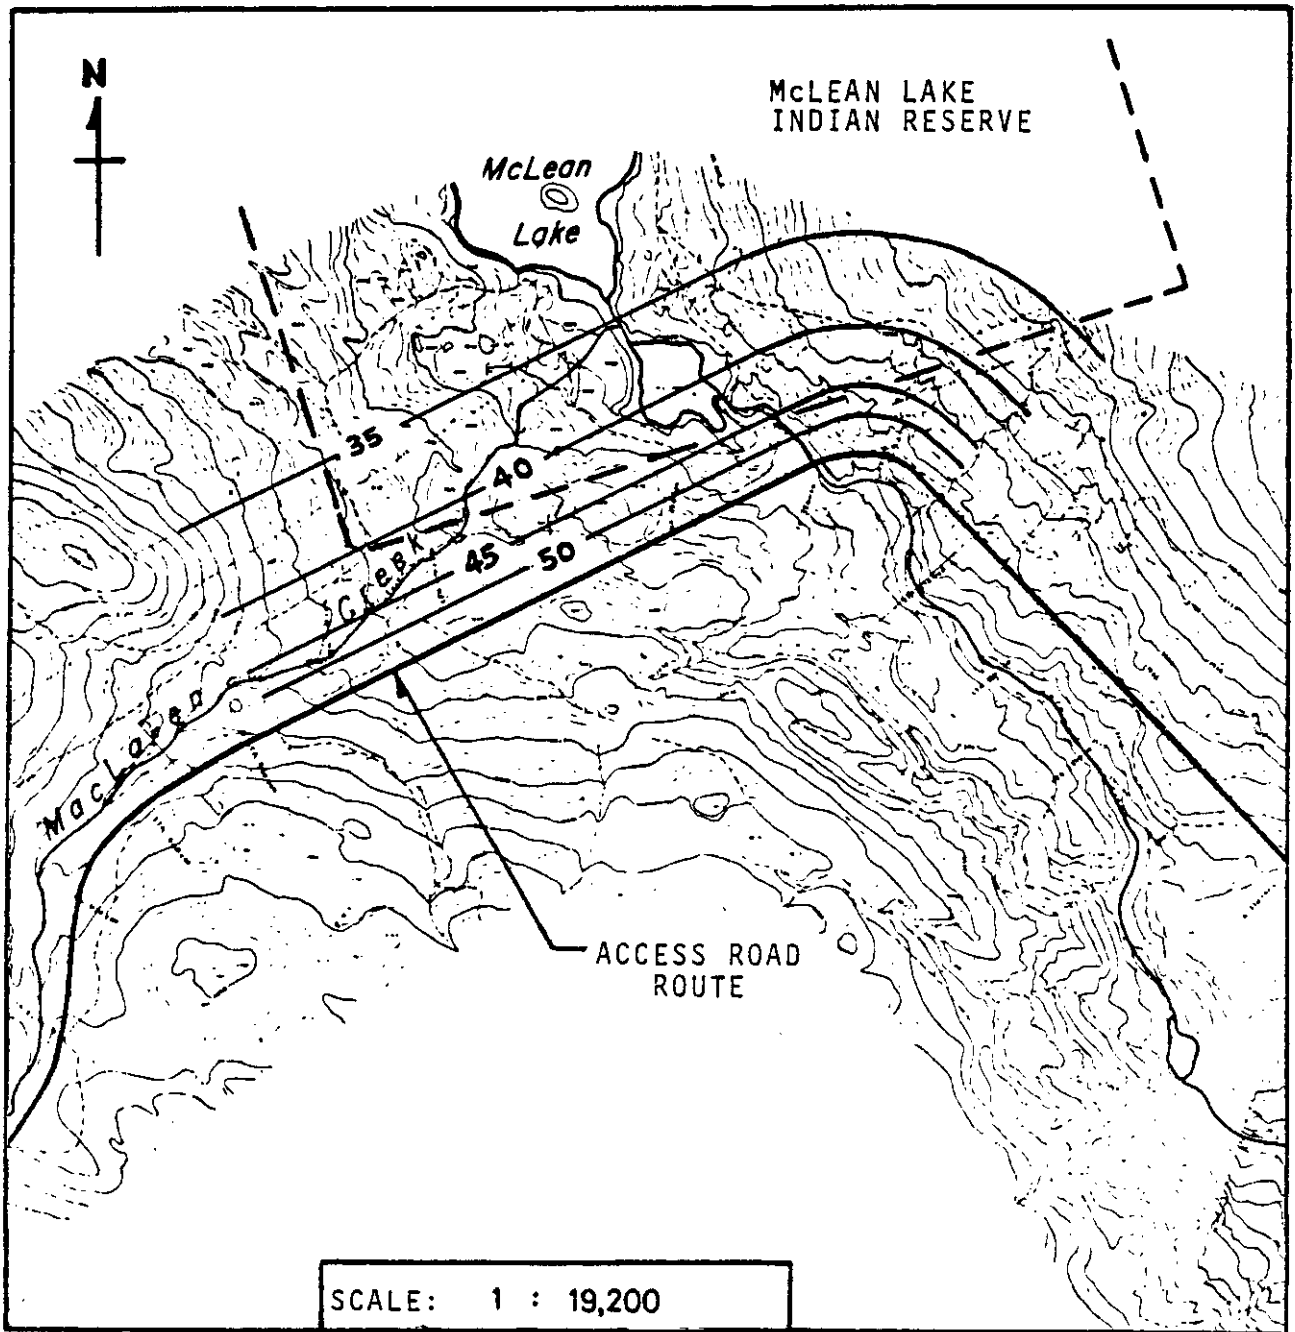 N
McLEAN LAKE
INDIAN RESERVE
McLean
Lake
35
40
45
50
Creek
MacLaren
ACCESS ROAD
ROUTE
SCALE: 1 : 19,200